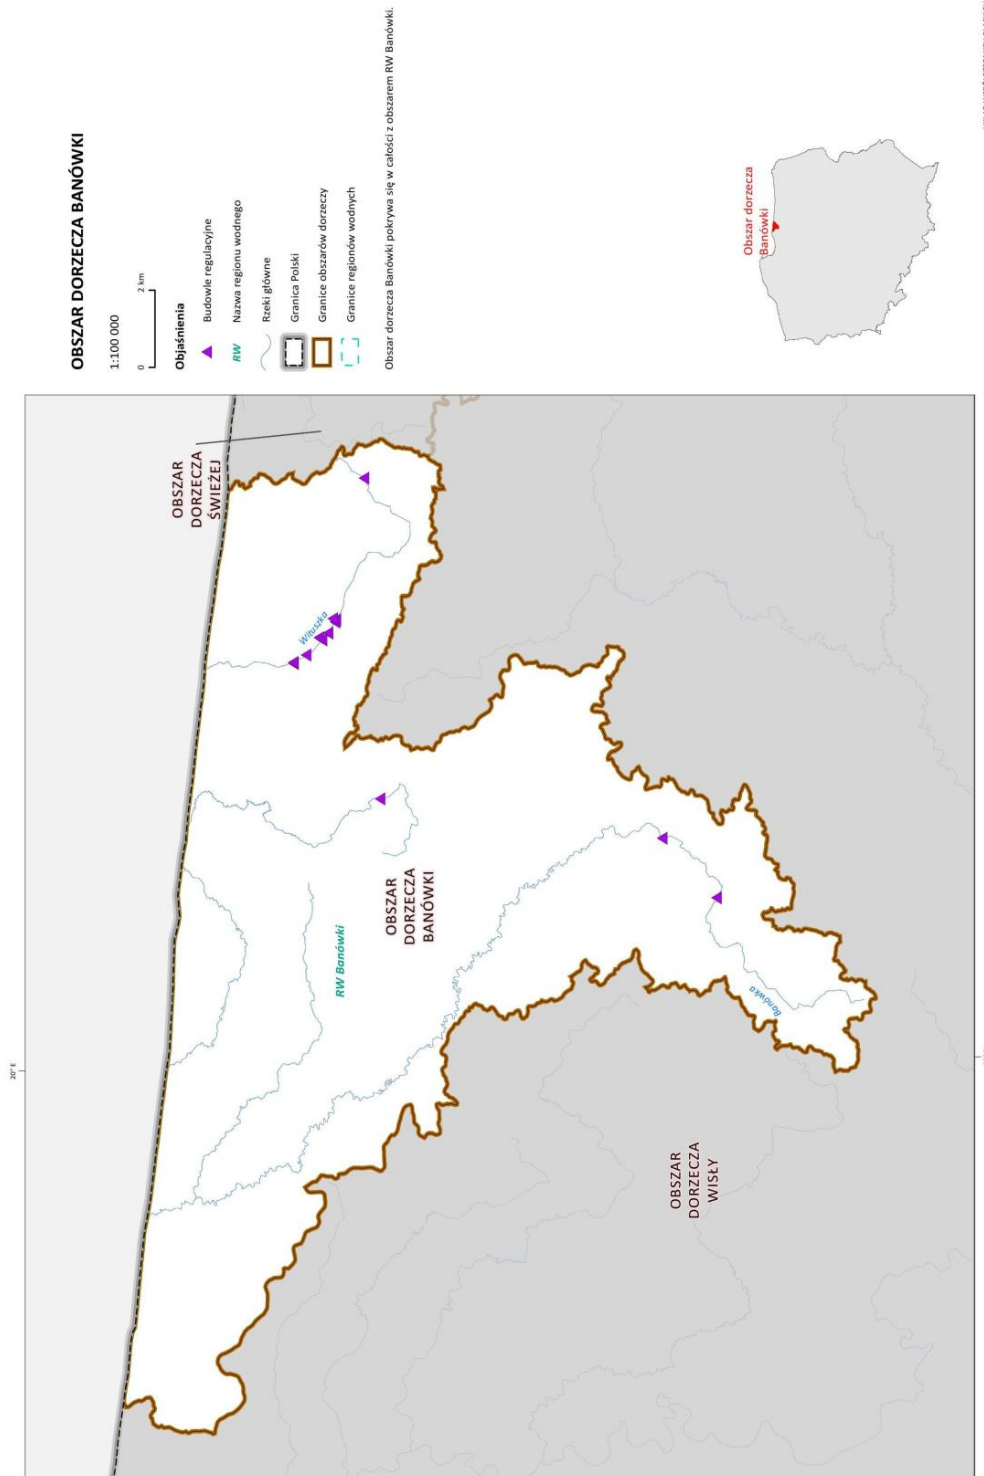 OBSZAR DORZECZA BANÓWKI
1:100 000
0
2 km
Objaśnienia
Budowle regulacyjne
RW
Nazwa regionu wodnego
Rzeki główne
Granica Polski
Granice obszarów dorzeczy
Granice regionów wodnych
Obszar dorzecza Banówki pokrywa się w całości z obszarem RW Banówki.
Obszar dorzecza
Banówki
OBSZAR
DORZECZA
ŚWIEŻEJ
Wituszka
OBSZAR
DORZECZA
BANÓWKI
RW Banówki
Banówka
OBSZAR
DORZECZA
WISŁY
20° E